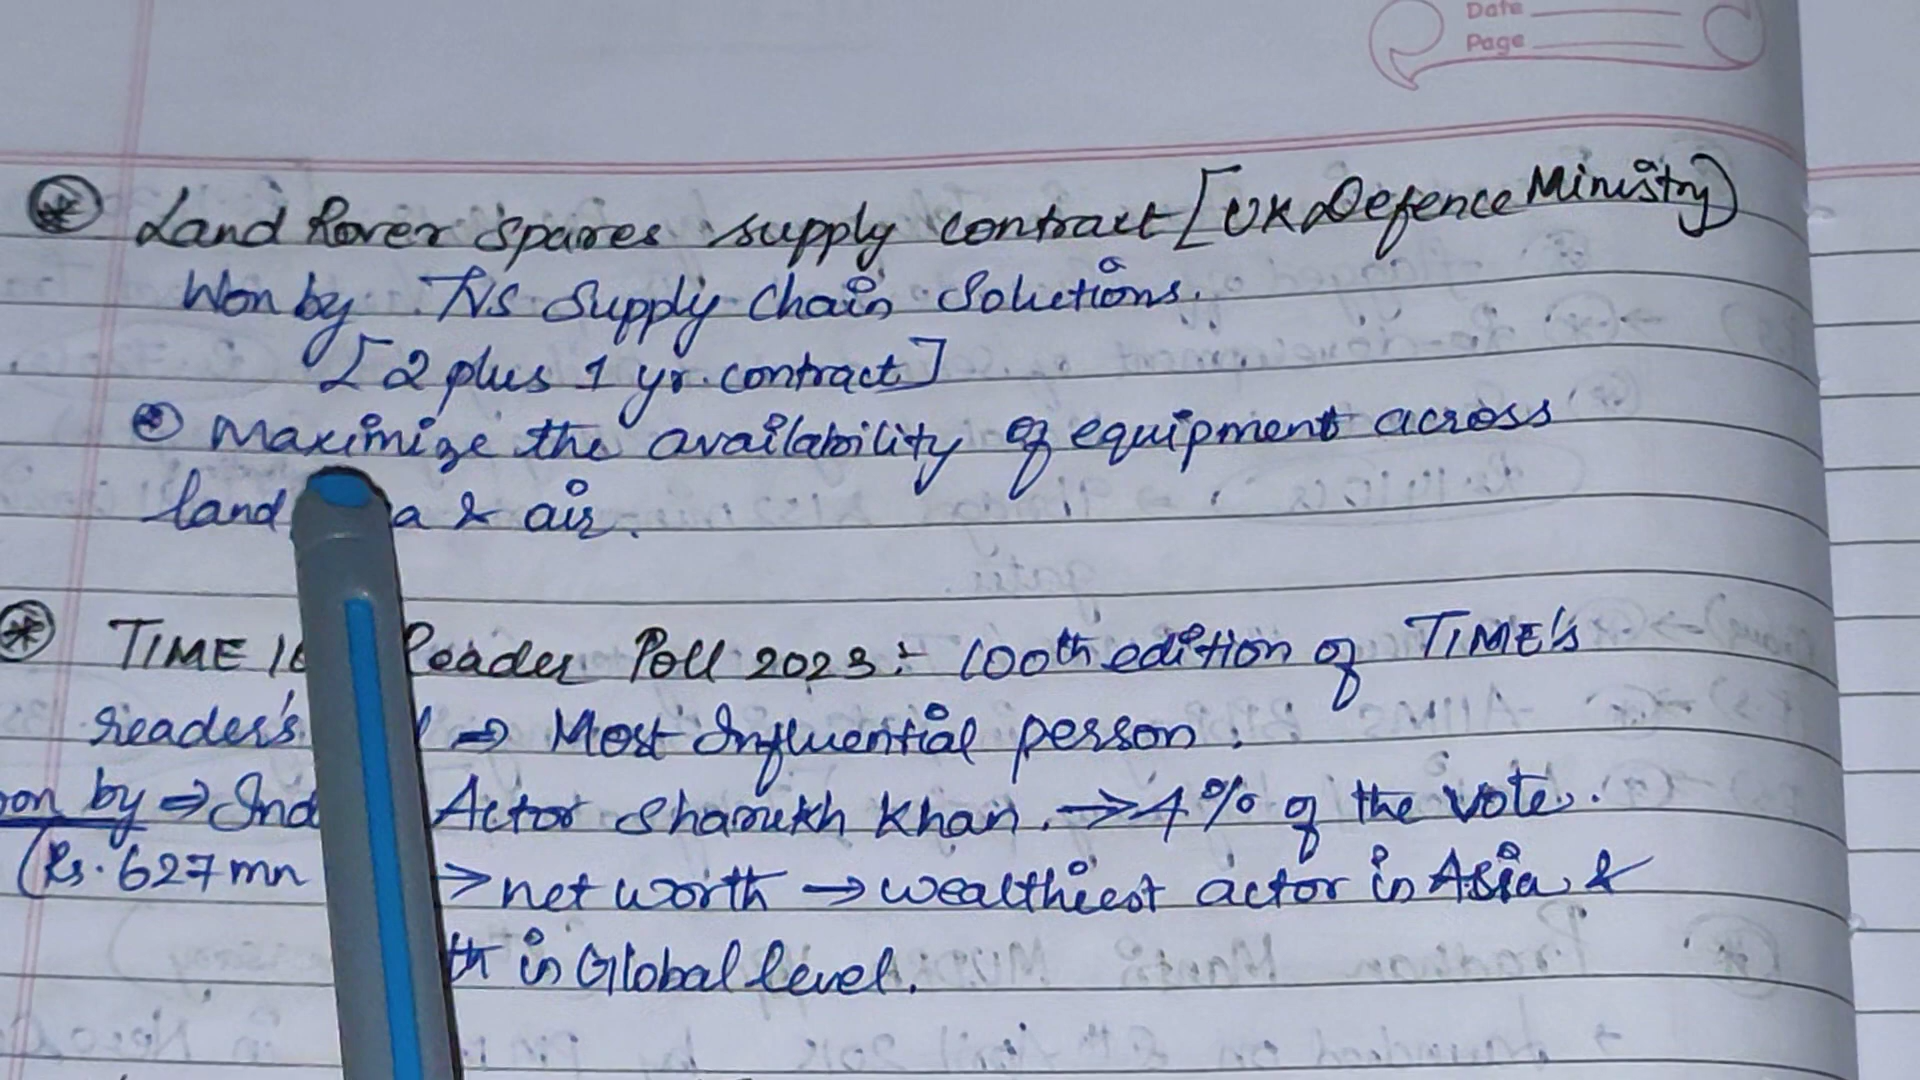 Date
Page
Land Rover spares supply contract [UK Defence Ministry]
Won by TVS Supply Chain Solutions.
[2 plus 1 yr. contract]
Maximize the availability of equipment across
land a & air.
TIME Reader Poll 2023:- 100th edition of TIME's
reader's ⇒ Most Influential person.
by ⇒ Actor Sharukh Khan. → 4% of the vote.
(Rs. 627 mn > net worth → wealthiest actor in Asia &
th in Global level.